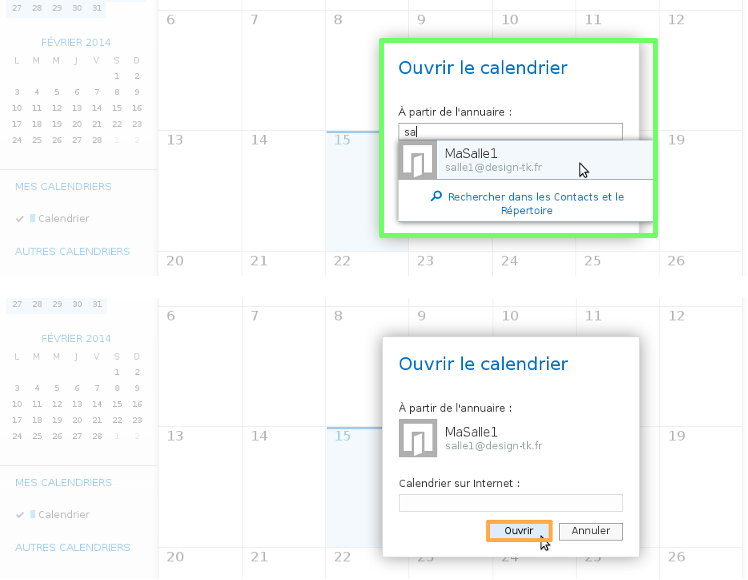 27 28 29 30 31
6 7 8 9 10 11 12
FÉVRIER 2014
L M M J V S D
1 2
3 4 5 6 7 8 9
10 11 12 13 14 15 16
17 18 19 20 21 22 23
24 25 26 27 28 1 2
Ouvrir le calendrier
À partir de l'annuaire :
sa
13 14 15 19
MaSalle1
salle1@design-tk.fr
Rechercher dans les Contacts et le
Répertoire
MES CALENDRIERS
Calendrier
AUTRES CALENDRIERS
20 21 22 23 24 25 26
27 28 29 30 31
6 7 8 9 10 11 12
FÉVRIER 2014
L M M J V S D
1 2
3 4 5 6 7 8 9
10 11 12 13 14 15 16
17 18 19 20 21 22 23
24 25 26 27 28 1 2
Ouvrir le calendrier
À partir de l'annuaire :
13 14 15 19
MaSalle1
salle1@design-tk.fr
MES CALENDRIERS
Calendrier
AUTRES CALENDRIERS
Calendrier sur Internet :
Ouvrir Annuler
20 21 22 23 24 25 26